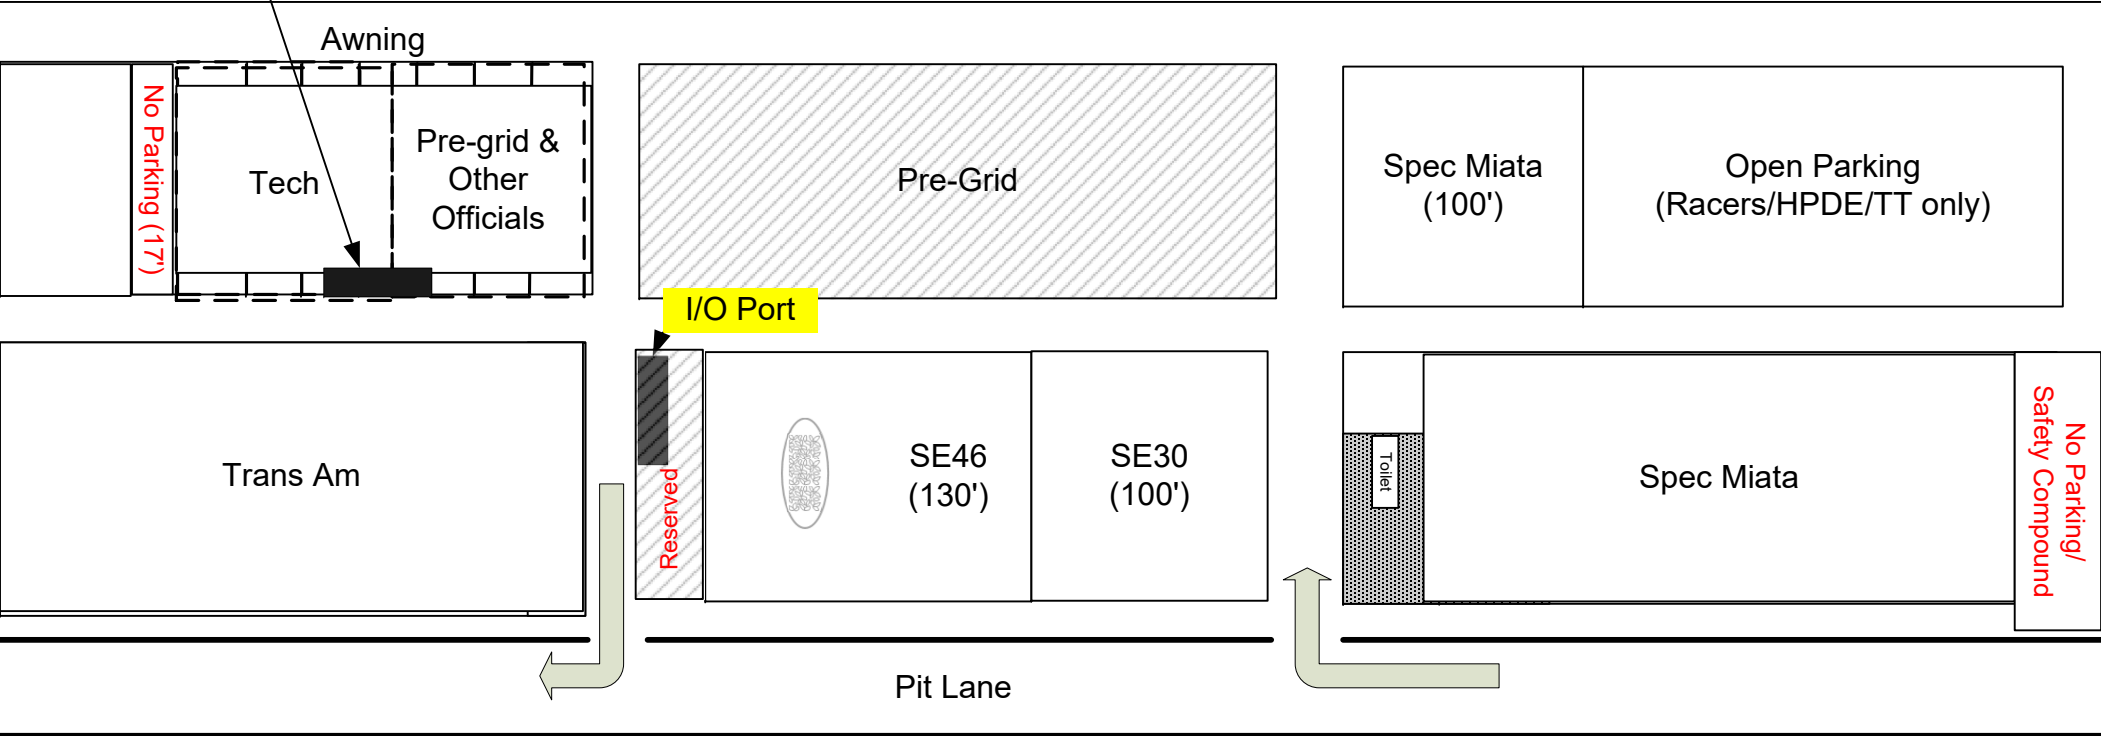 Awning
No Parking (17')
Tech
Pre-grid &
Other
Officials
Pre-Grid
Spec Miata
(100')
Open Parking
(Racers/HPDE/TT only)
I/O Port
Trans Am
Reserved
SE46
(130')
SE30
(100')
Toilet
Spec Miata
No Parking/
Safety Compound
Pit Lane